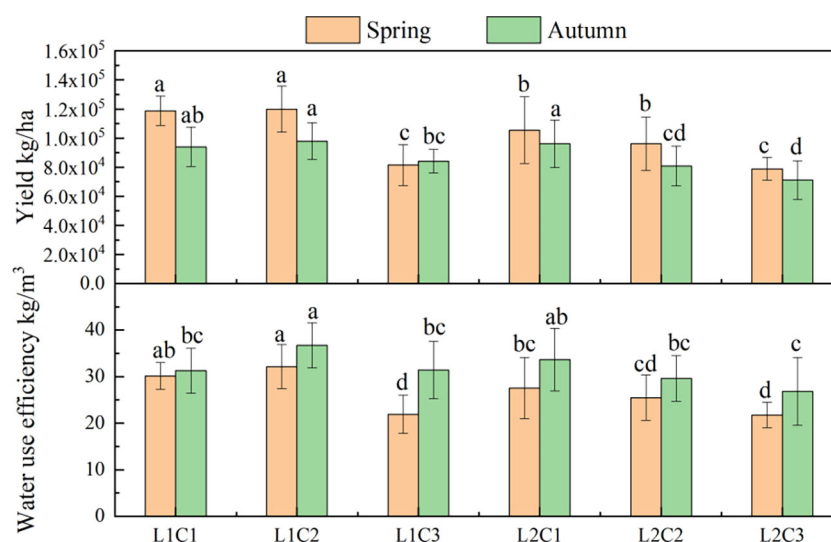 Spring Autumn
Yield kg/ha
1.6x10⁵
1.4x10⁵
1.2x10⁵
1.0x10⁵
8.0x10⁴
6.0x10⁴
4.0x10⁴
2.0x10⁴
0.0
a ab a a c bc b a b cd c d
Water use efficiency kg/m³
40
30
20
10
0
ab bc a a d bc bc ab cd bc d c
L1C1 L1C2 L1C3 L2C1 L2C2 L2C3